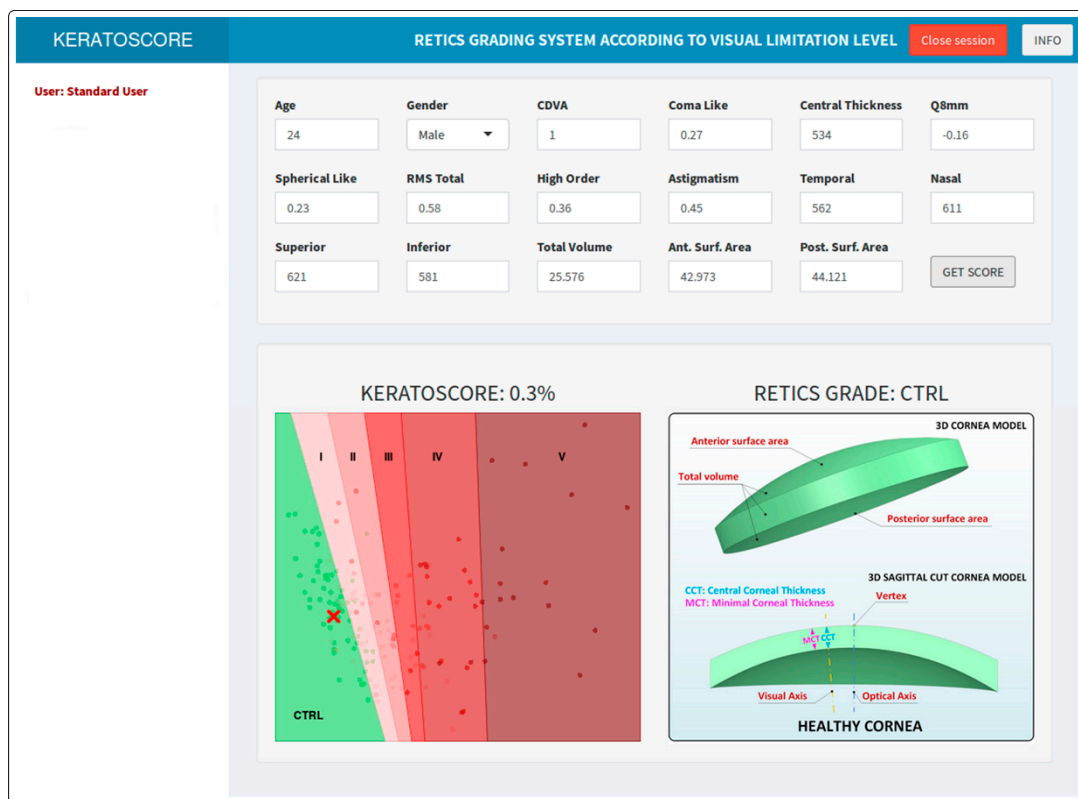 KERATOSCORE
RETICS GRADING SYSTEM ACCORDING TO VISUAL LIMITATION LEVEL
Close session
INFO
User: Standard User
Age Gender CDVA Coma Like Central Thickness Q8mm
24 Male 1 0.27 534 -0.16
Spherical Like RMS Total High Order Astigmatism Temporal Nasal
0.23 0.58 0.36 0.45 562 611
Superior Inferior Total Volume Ant. Surf. Area Post. Surf. Area
621 581 25.576 42.973 44.121 GET SCORE
KERATOSCORE: 0.3%
I II III IV V
CTRL
RETICS GRADE: CTRL
3D CORNEA MODEL
Anterior surface area
Total volume
Posterior surface area
3D SAGITTAL CUT CORNEA MODEL
CCT: Central Corneal Thickness
MCT: Minimal Corneal Thickness
Vertex
MCT CCT
Visual Axis Optical Axis
HEALTHY CORNEA